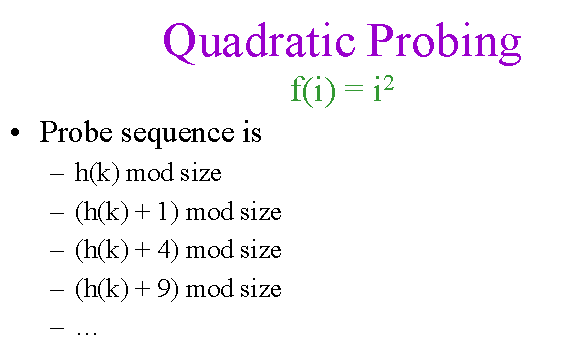 Quadratic Probing
f(i) = i²
• Probe sequence is
– h(k) mod size
– (h(k) + 1) mod size
– (h(k) + 4) mod size
– (h(k) + 9) mod size
– …